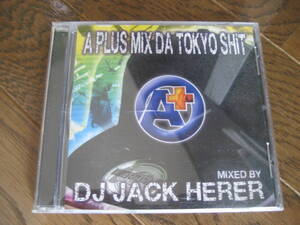 A PLUS MIX DA TOKYO SHIT
A+
MIXED BY
DJ JACK HERER